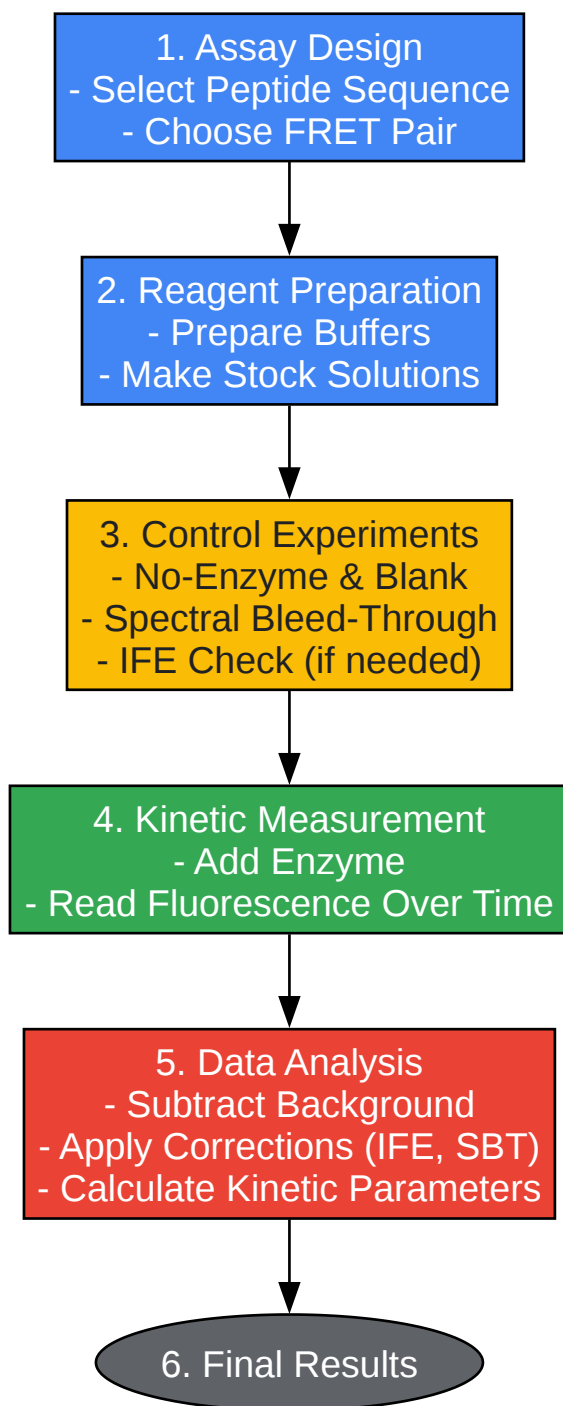 1. Assay Design
- Select Peptide Sequence
- Choose FRET Pair
2. Reagent Preparation
- Prepare Buffers
- Make Stock Solutions
3. Control Experiments
- No-Enzyme & Blank
- Spectral Bleed-Through
- IFE Check (if needed)
4. Kinetic Measurement
- Add Enzyme
- Read Fluorescence Over Time
5. Data Analysis
- Subtract Background
- Apply Corrections (IFE, SBT)
- Calculate Kinetic Parameters
6. Final Results